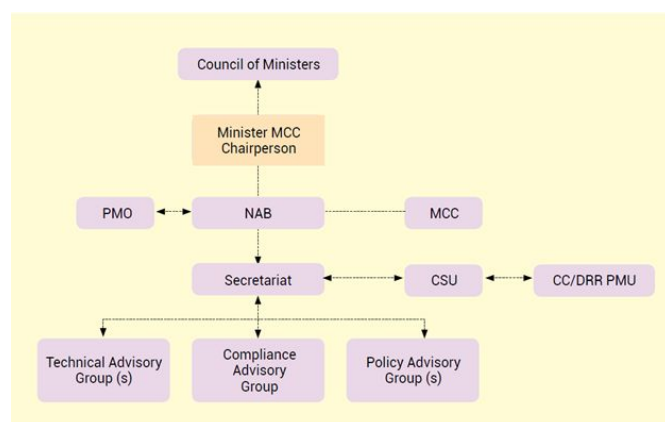 Council of Ministers
Minister MCC
Chairperson
PMO
NAB
MCC
Secretariat
CSU
CC/DRR PMU
Technical Advisory
Group (s)
Compliance
Advisory
Group
Policy Advisory
Group (s)